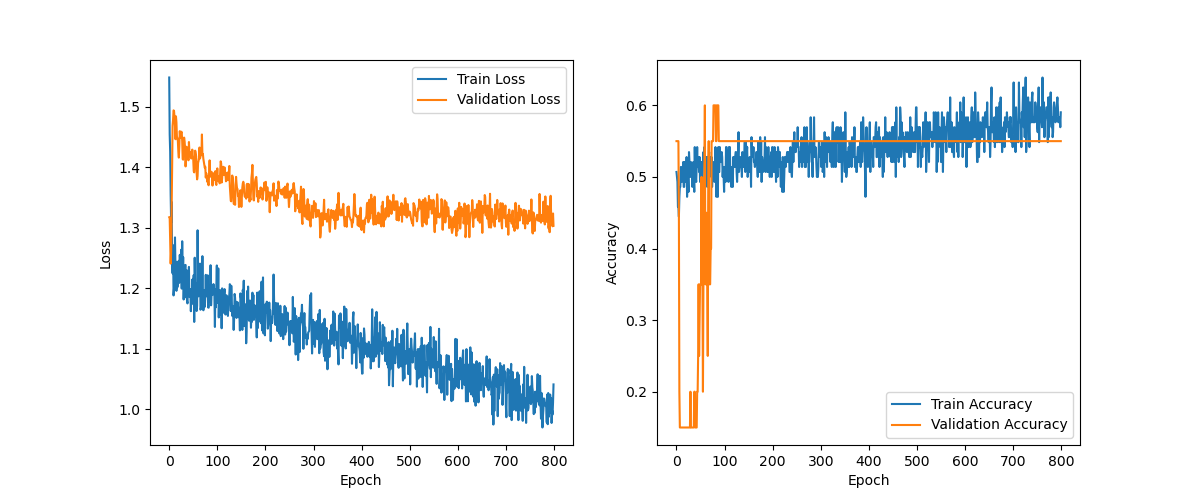 1.5
1.4
1.3
1.2
1.1
1.0
Loss
0 100 200 300 400 500 600 700 800
Epoch
Train Loss
Validation Loss
0.6
0.5
0.4
0.3
0.2
Accuracy
0 100 200 300 400 500 600 700 800
Epoch
Train Accuracy
Validation Accuracy